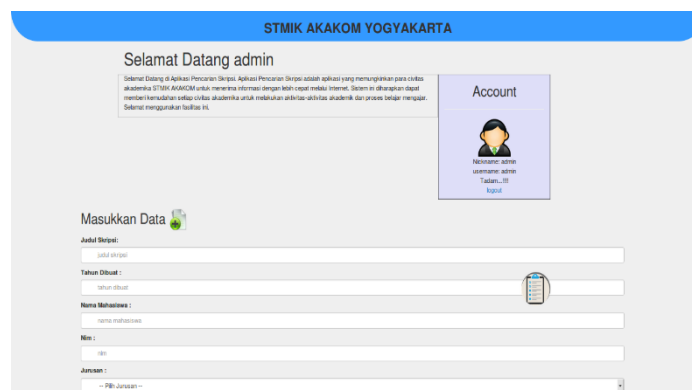 STMIK AKAKOM YOGYAKARTA
Selamat Datang admin
Selamat Datang di Aplikasi Pencarian Skripsi. Aplikasi Pencarian Skripsi adalah aplikasi yang memungkinkan para civitas
akademika STMIK AKAKOM untuk menerima informasi dengan lebih cepat melalui Internet. Sistem ini diharapkan dapat
memberi kemudahan setiap civitas akademika untuk melakukan aktivitas-aktivitas akademik dan proses belajar mengajar.
Selamat menggunakan fasilitas ini.
Account
Nickname: admin
username: admin
Tadam...!!!
logout
Masukkan Data
Judul Skripsi:
judul skripsi
Tahun Dibuat :
tahun dibuat
Nama Mahasiswa :
nama mahasiswa
Nim :
nim
Jurusan :
-- Pilih Jurusan --